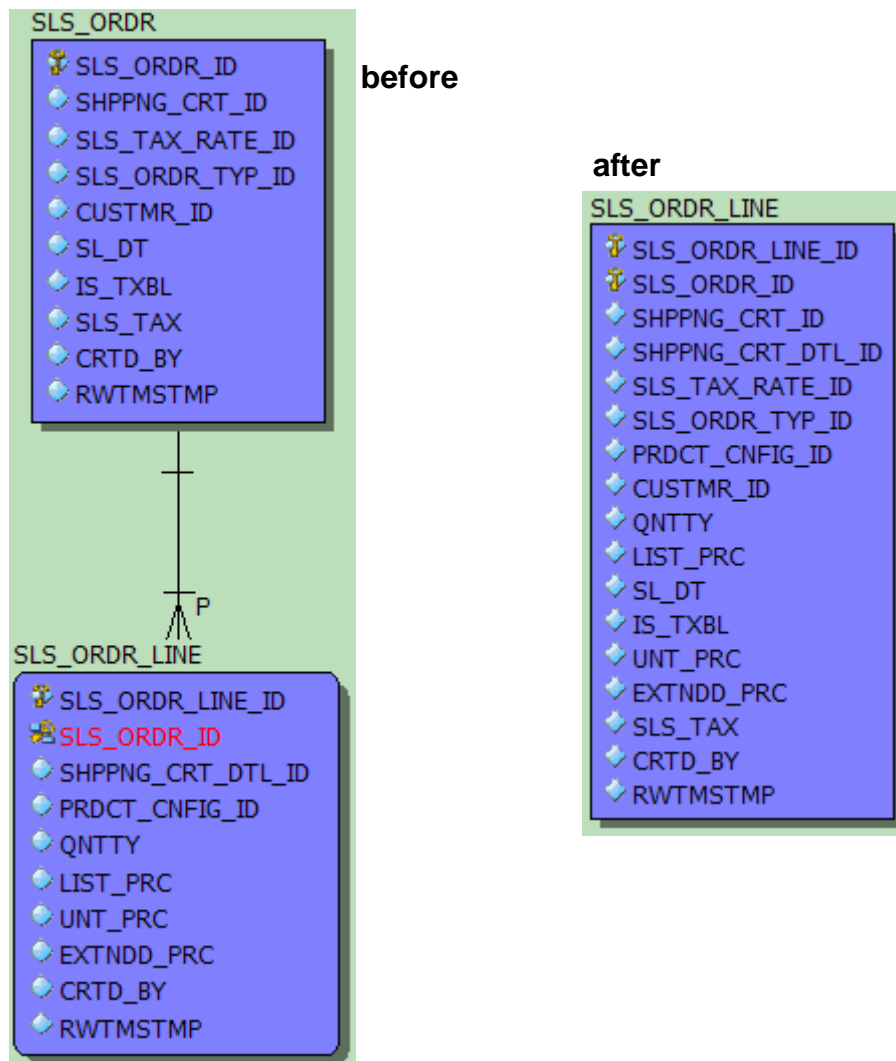 SLS_ORDR
SLS_ORDR_ID
SHPPNG_CRT_ID
SLS_TAX_RATE_ID
SLS_ORDR_TYP_ID
CUSTMR_ID
SL_DT
IS_TXBL
SLS_TAX
CRTD_BY
RWTMSTMP
before
P
SLS_ORDR_LINE
SLS_ORDR_LINE_ID
SLS_ORDR_ID
SHPPNG_CRT_DTL_ID
PRDCT_CNFIG_ID
QNTTY
LIST_PRC
UNT_PRC
EXTNDD_PRC
CRTD_BY
RWTMSTMP
after
SLS_ORDR_LINE
SLS_ORDR_LINE_ID
SLS_ORDR_ID
SHPPNG_CRT_ID
SHPPNG_CRT_DTL_ID
SLS_TAX_RATE_ID
SLS_ORDR_TYP_ID
PRDCT_CNFIG_ID
CUSTMR_ID
QNTTY
LIST_PRC
SL_DT
IS_TXBL
UNT_PRC
EXTNDD_PRC
SLS_TAX
CRTD_BY
RWTMSTMP